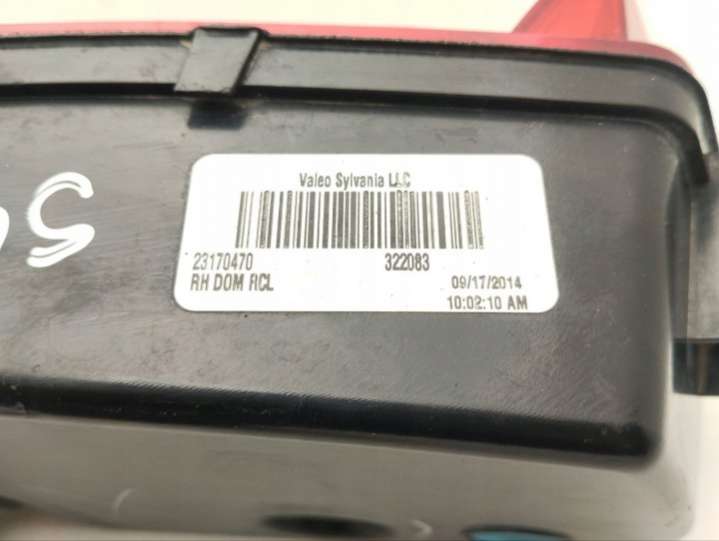 Valeo Sylvania LLC
23170470 322083
RH DOM RCL 09/17/2014
10:02:10 AM